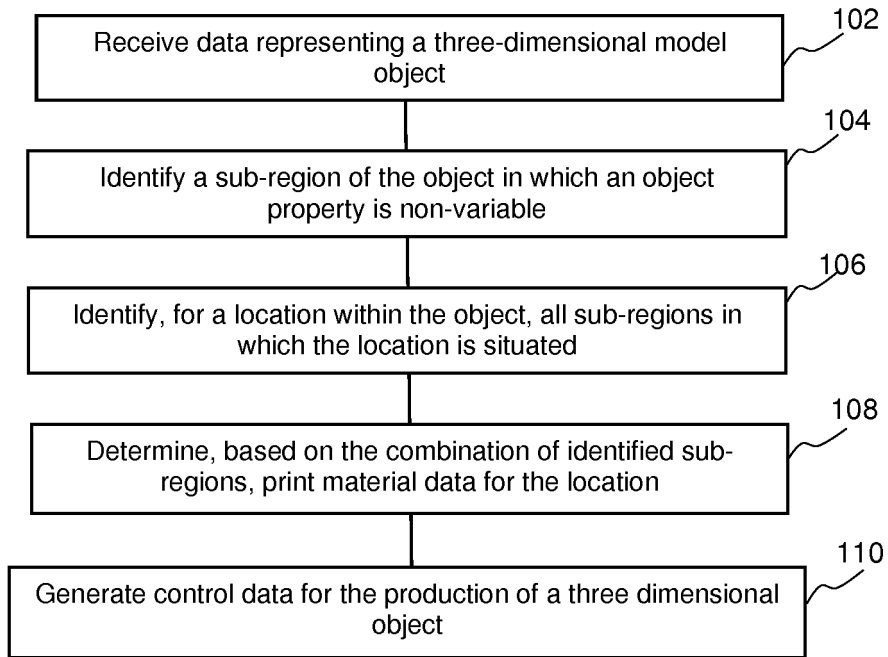 102
Receive data representing a three-dimensional model
object
104
Identify a sub-region of the object in which an object
property is non-variable
106
Identify, for a location within the object, all sub-regions in
which the location is situated
108
Determine, based on the combination of identified sub-
regions, print material data for the location
110
Generate control data for the production of a three dimensional
object